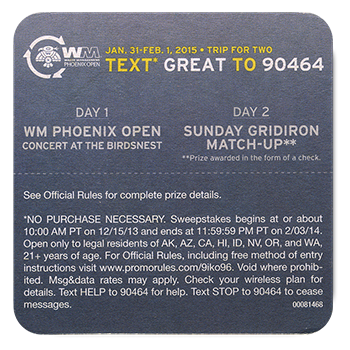 WM
WASTE MANAGEMENT
PHOENIX OPEN
JAN. 31-FEB. 1, 2015 • TRIP FOR TWO
TEXT* GREAT TO 90464
DAY 1
WM PHOENIX OPEN
CONCERT AT THE BIRDSNEST
DAY 2
SUNDAY GRIDIRON
MATCH-UP**
**Prize awarded in the form of a check.
See Official Rules for complete prize details.
*NO PURCHASE NECESSARY. Sweepstakes begins at or about
10:00 AM PT on 12/15/13 and ends at 11:59:59 PM PT on 2/03/14.
Open only to legal residents of AK, AZ, CA, HI, ID, NV, OR, and WA,
21+ years of age. For Official Rules, including free method of entry
instructions visit www.promorules.com/9iko96. Void where prohib-
ited. Msg&data rates may apply. Check your wireless plan for
details. Text HELP to 90464 for help. Text STOP to 90464 to cease
messages.
00081468